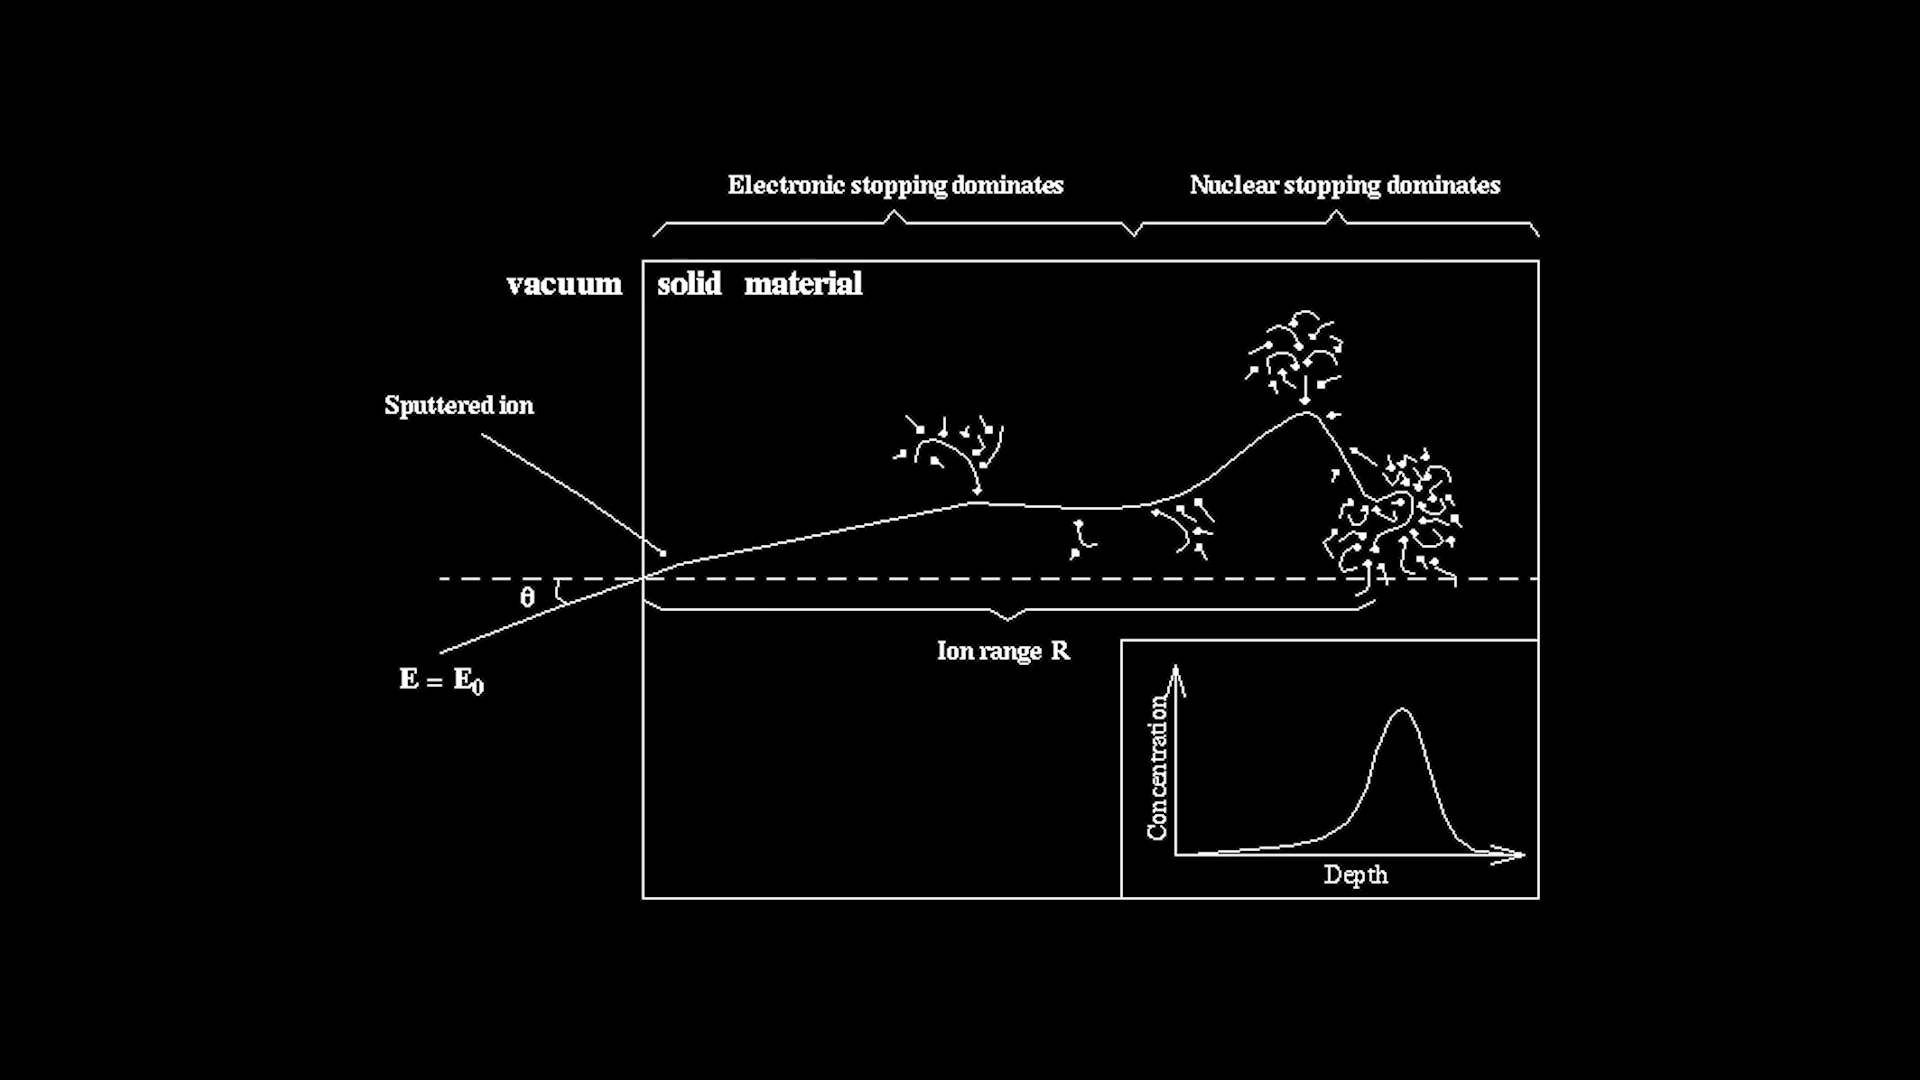 Electronic stopping dominates
Nuclear stopping dominates
vacuum
solid material
Sputtered ion
θ
Ion range R
E = E₀
Concentration
Depth